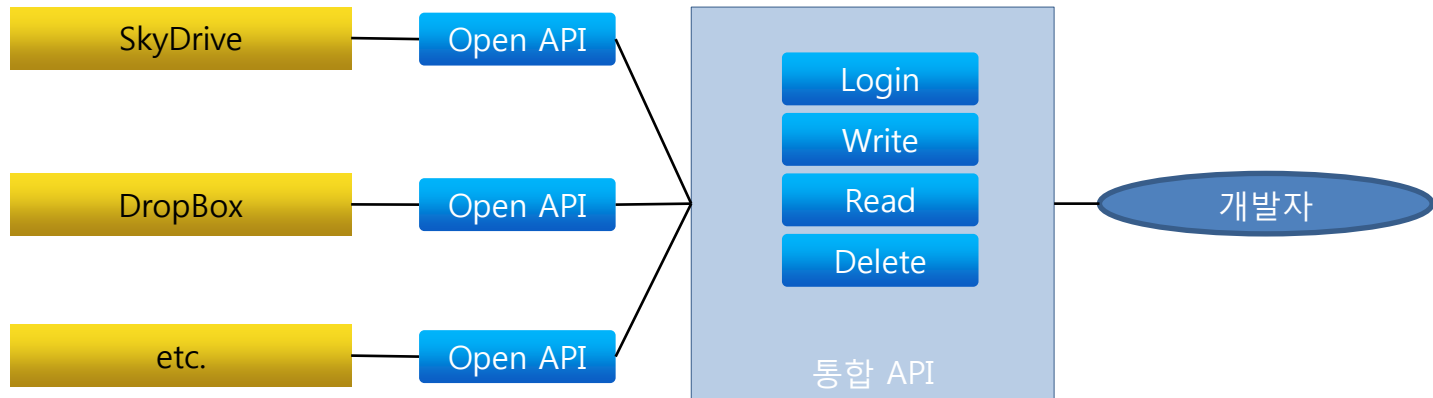 SkyDrive
Open API
DropBox
Open API
etc.
Open API
Login
Write
Read
Delete
통합 API
개발자